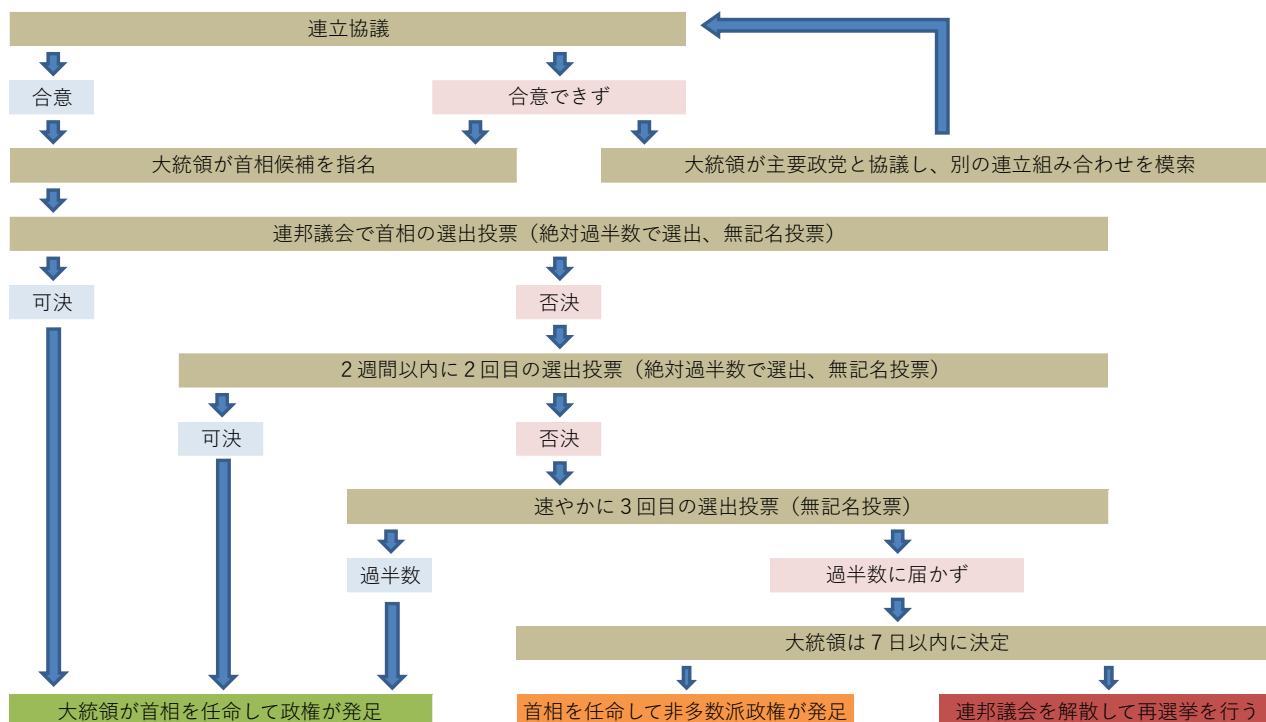 連立協議
合意
合意できず
大統領が首相候補を指名
大統領が主要政党と協議し、別の連立組み合わせを模索
連邦議会で首相の選出投票（絶対過半数で選出、無記名投票）
可決
否決
２週間以内に２回目の選出投票（絶対過半数で選出、無記名投票）
可決
否決
速やかに３回目の選出投票（無記名投票）
過半数
過半数に届かず
大統領は７日以内に決定
大統領が首相を任命して政権が発足
首相を任命して非多数派政権が発足
連邦議会を解散して再選挙を行う